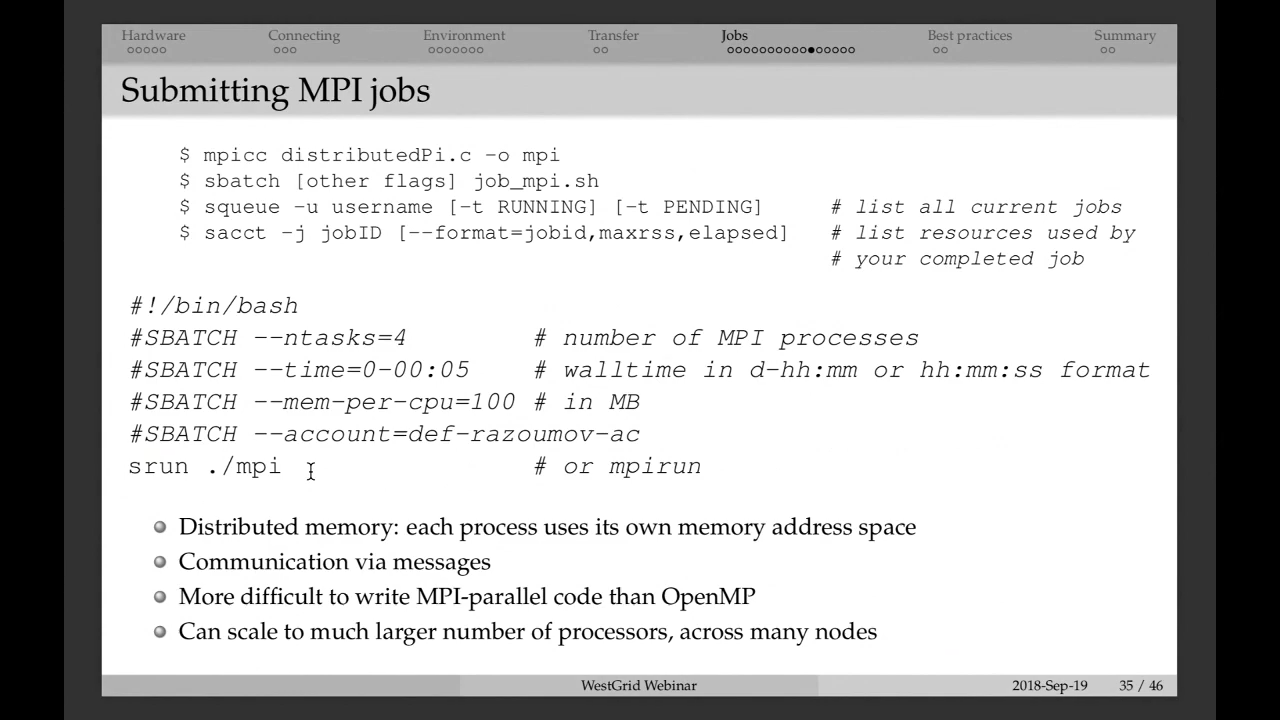 Hardware Connecting Environment Transfer Jobs Best practices Summary
Submitting MPI jobs
$ mpicc distributedPi.c -o mpi
$ sbatch [other flags] job_mpi.sh
$ squeue -u username [-t RUNNING] [-t PENDING] # list all current jobs
$ sacct -j jobID [--format=jobid,maxrss,elapsed] # list resources used by
# your completed job
#!/bin/bash
#SBATCH --ntasks=4 # number of MPI processes
#SBATCH --time=0-00:05 # walltime in d-hh:mm or hh:mm:ss format
#SBATCH --mem-per-cpu=100 # in MB
#SBATCH --account=def-razoumov-ac
srun ./mpi # or mpirun
Distributed memory: each process uses its own memory address space
Communication via messages
More difficult to write MPI-parallel code than OpenMP
Can scale to much larger number of processors, across many nodes
WestGrid Webinar 2018-Sep-19 35 / 46